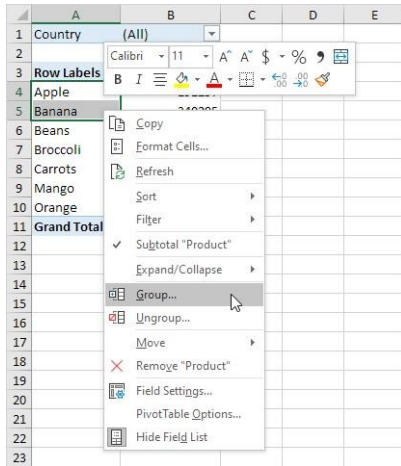 A B C D E
1 Country (All)
2
Calibri 11 A A $ % 9
3 Row Labels
B I A .00 .0
4 Apple
5 Banana
6 Beans
7 Broccoli
8 Carrots
9 Mango
10 Orange
11 Grand Total
12
13
14
15
16
17
18
19
20
21
22
23
Copy
Format Cells...
Refresh
Sort
Filter
Subtotal "Product"
Expand/Collapse
Group...
Ungroup...
Move
Remove "Product"
Field Settings...
PivotTable Options...
Hide Field List